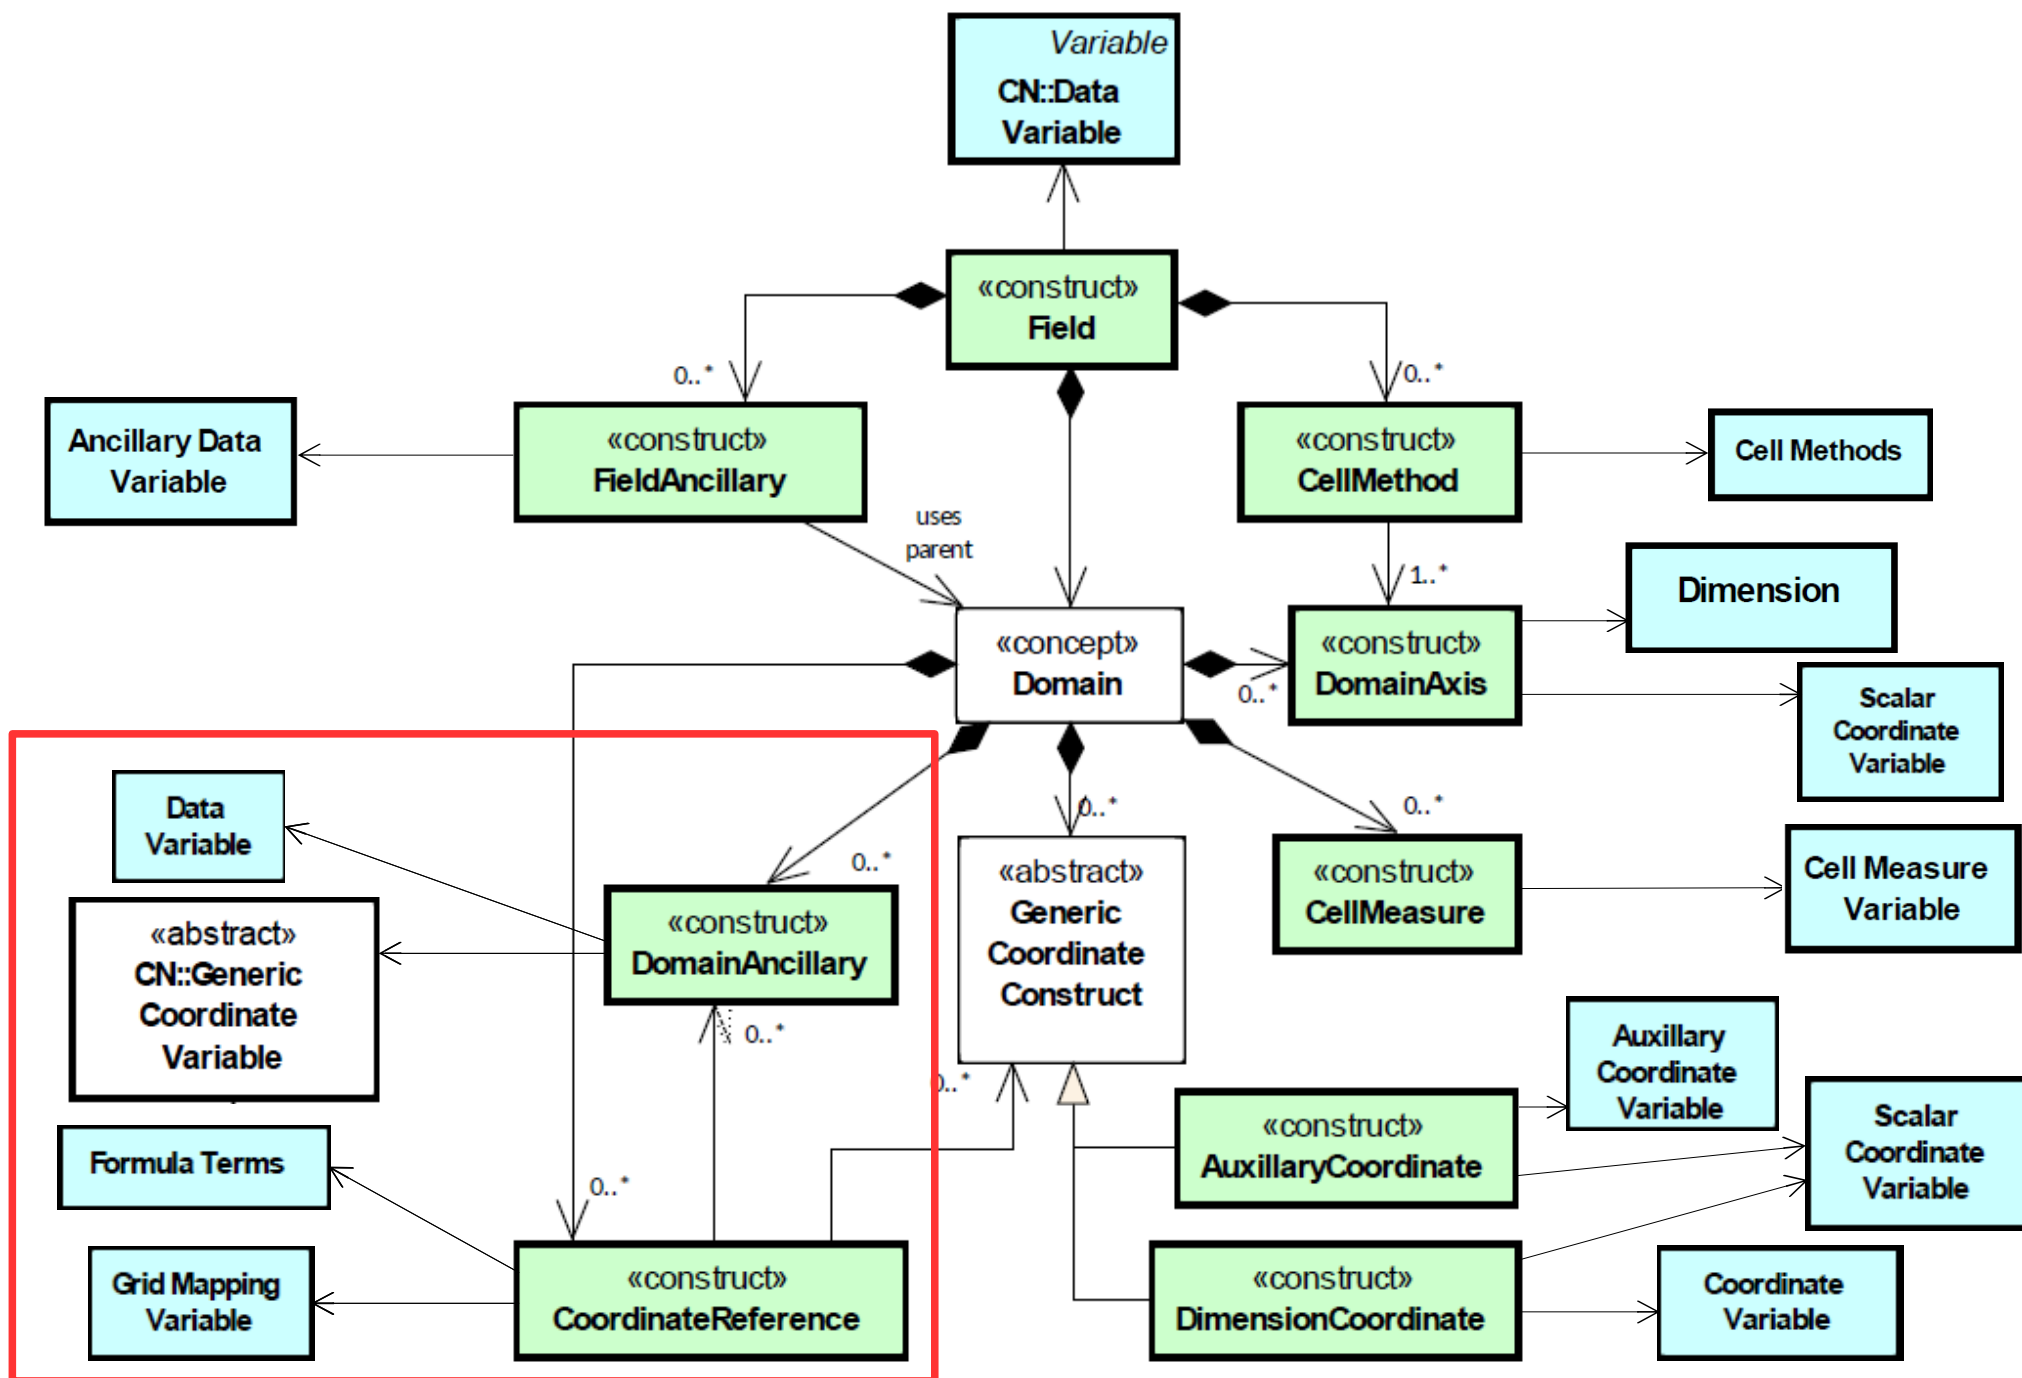 Variable
CN::Data
Variable
«construct»
Field
0..*
0..*
Ancillary Data
Variable
«construct»
FieldAncillary
«construct»
CellMethod
Cell Methods
uses
parent
1..*
Dimension
«concept»
Domain
0..*
«construct»
DomainAxis
Scalar
Coordinate
Variable
Data
Variable
0..*
0..*
0..*
«abstract»
Generic
Coordinate
Construct
«construct»
CellMeasure
Cell Measure
Variable
«construct»
DomainAncillary
«abstract»
CN::Generic
Coordinate
Variable
0..*
0..*
Auxillary
Coordinate
Variable
Formula Terms
0..*
«construct»
AuxillaryCoordinate
Scalar
Coordinate
Variable
Grid Mapping
Variable
«construct»
CoordinateReference
«construct»
DimensionCoordinate
Coordinate
Variable